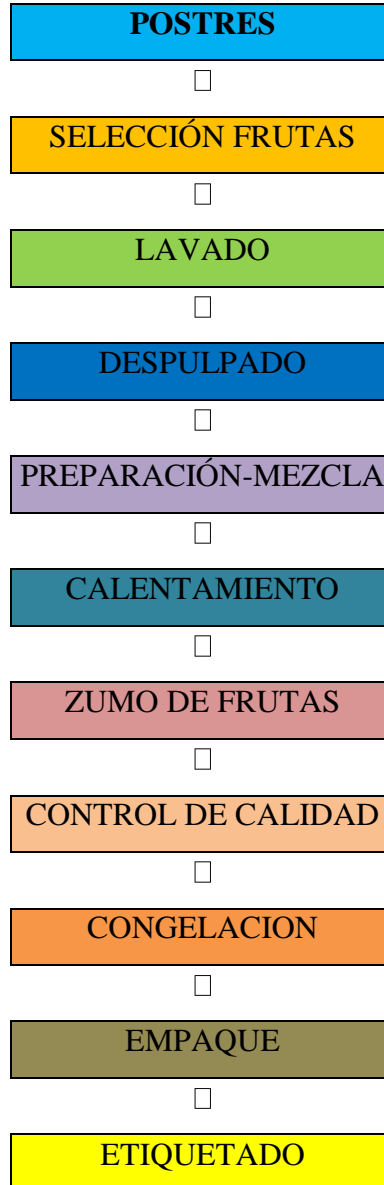 POSTRES
SELECCIÓN FRUTAS
LAVADO
DESPULPADO
PREPARACIÓN-MEZCLA
CALENTAMIENTO
ZUMO DE FRUTAS
CONTROL DE CALIDAD
CONGELACION
EMPAQUE
ETIQUETADO